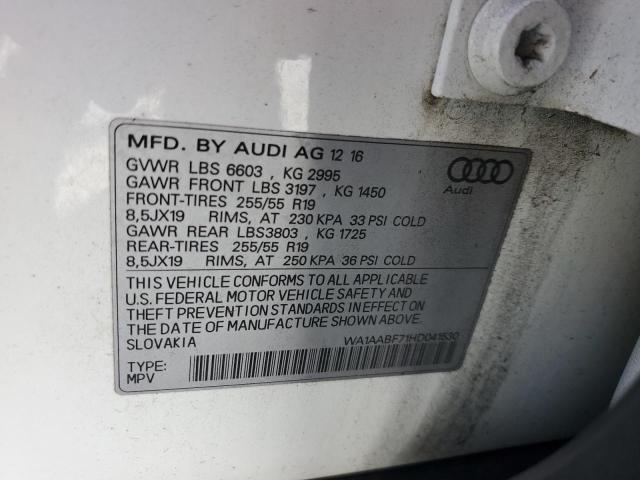 MFD. BY AUDI AG 12 16
GVWR LBS 6603 , KG 2995
GAWR FRONT LBS 3197 , KG 1450
FRONT-TIRES 255/55 R19
8,5JX19 RIMS, AT 230 KPA 33 PSI COLD
GAWR REAR LBS3803 , KG 1725
REAR-TIRES 255/55 R19
8,5JX19 RIMS, AT 250 KPA 36 PSI COLD
Audi
THIS VEHICLE CONFORMS TO ALL APPLICABLE
U.S. FEDERAL MOTOR VEHICLE SAFETY AND
THEFT PREVENTION STANDARDS IN EFFECT ON
THE DATE OF MANUFACTURE SHOWN ABOVE.
SLOVAKIA
WA1AABF71HD041530
TYPE:
MPV